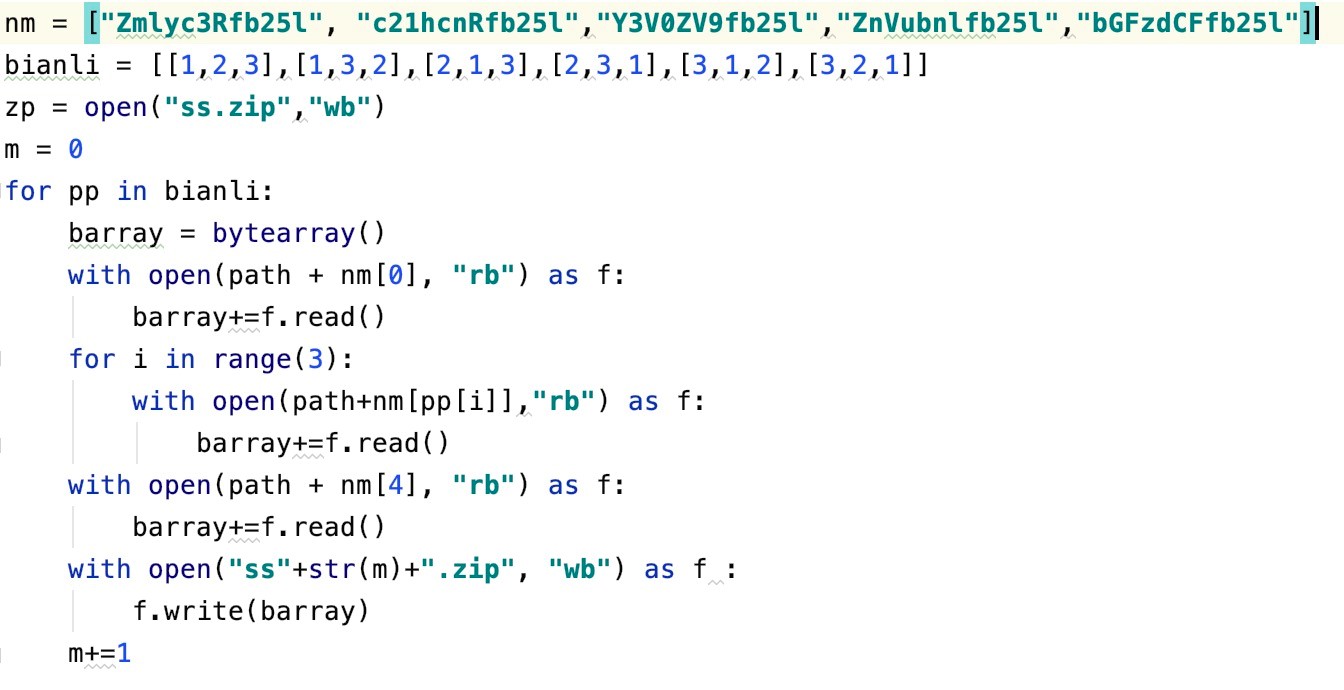 nm = ["Zmlyc3Rfb25l", "c21hcnRfb25l","Y3V0ZV9fb25l","ZnVubnlfb25l","bGFzdCFfb25l"]
bianli = [[1,2,3],[1,3,2],[2,1,3],[2,3,1],[3,1,2],[3,2,1]]
zp = open("ss.zip","wb")
m = 0
for pp in bianli:
    barray = bytearray()
    with open(path + nm[0], "rb") as f:
        barray+=f.read()
    for i in range(3):
        with open(path+nm[pp[i]],"rb") as f:
            barray+=f.read()
    with open(path + nm[4], "rb") as f:
        barray+=f.read()
    with open("ss"+str(m)+".zip", "wb") as f :
        f.write(barray)
    m+=1